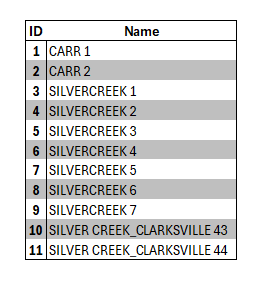 ID Name
1 CARR 1
2 CARR 2
3 SILVERCREEK 1
4 SILVERCREEK 2
5 SILVERCREEK 3
6 SILVERCREEK 4
7 SILVERCREEK 5
8 SILVERCREEK 6
9 SILVERCREEK 7
10 SILVER CREEK_CLARKSVILLE 43
11 SILVER CREEK_CLARKSVILLE 44